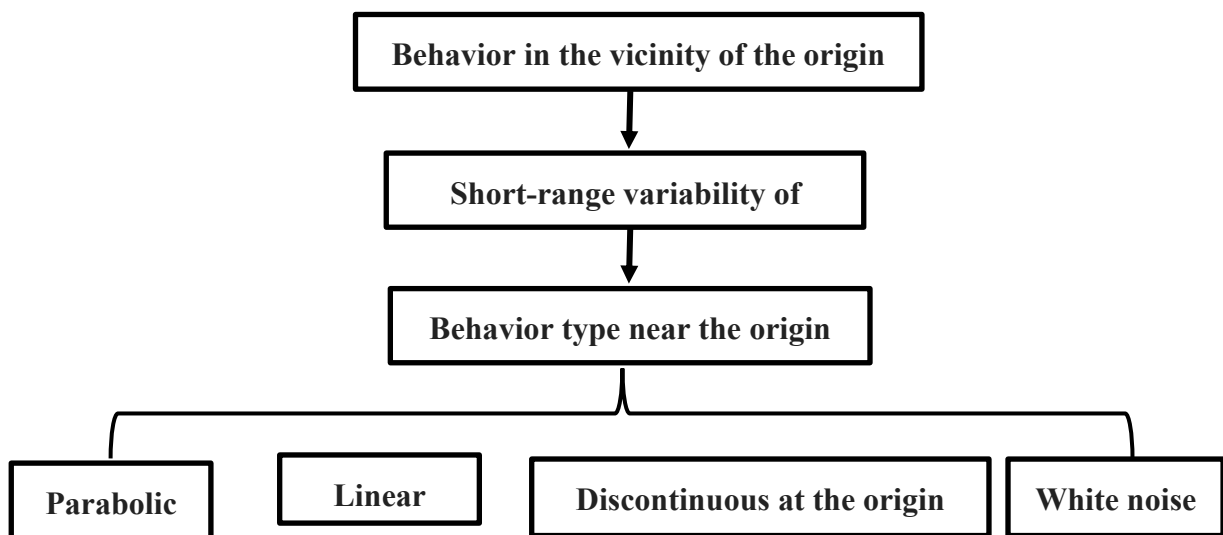 Behavior in the vicinity of the origin
Short-range variability of
Behavior type near the origin
Parabolic
Linear
Discontinuous at the origin
White noise